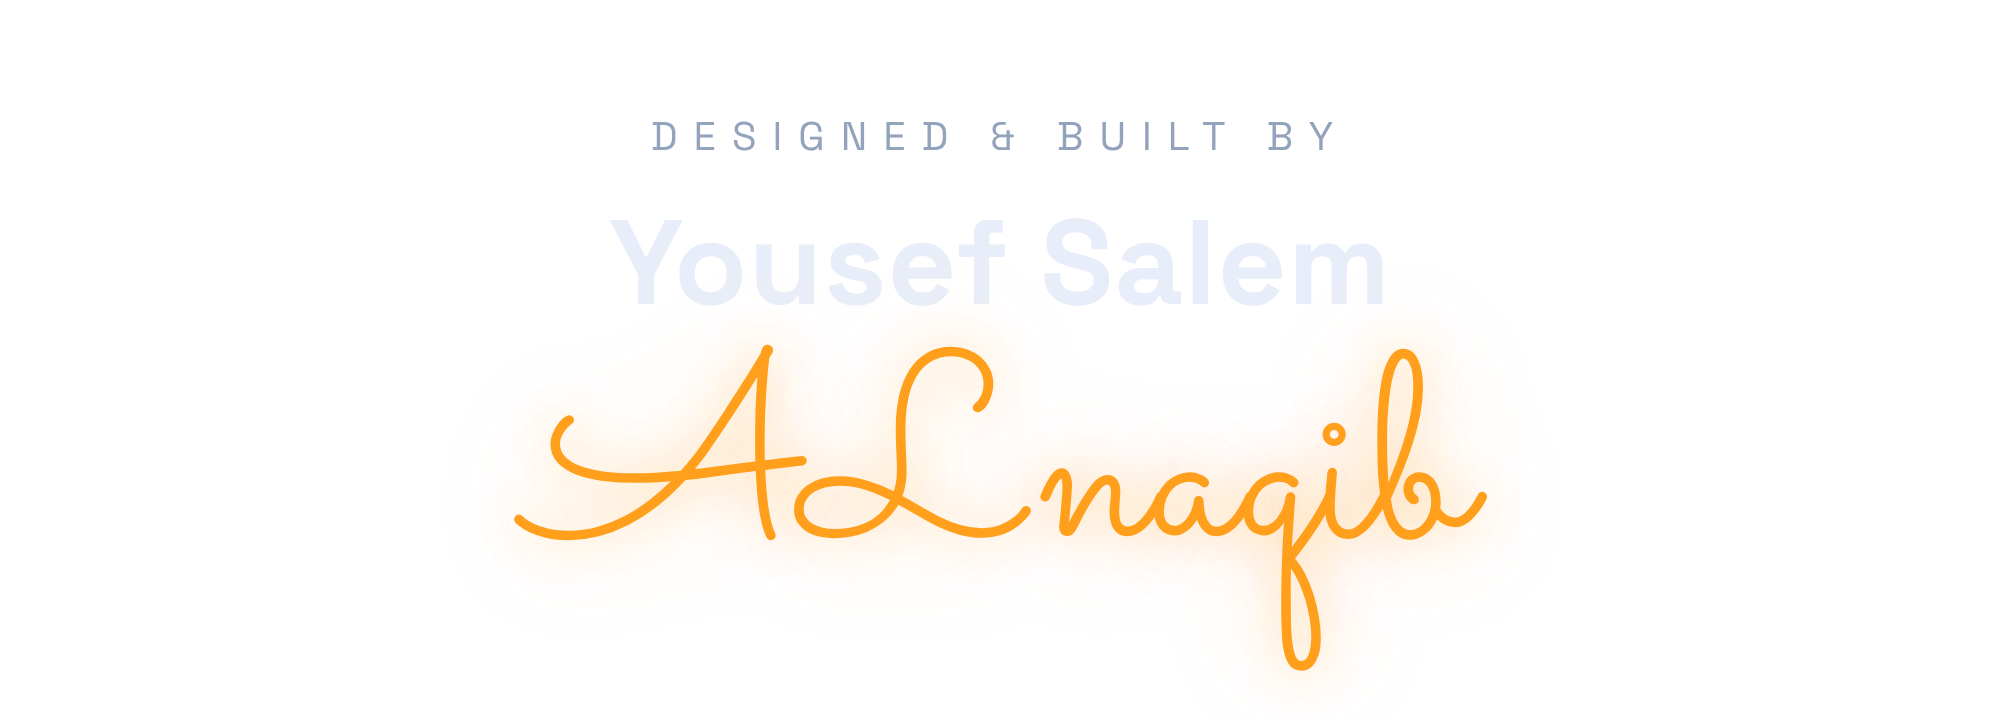 DESIGNED & BUILT BY
Yousef Salem
ALnaqib